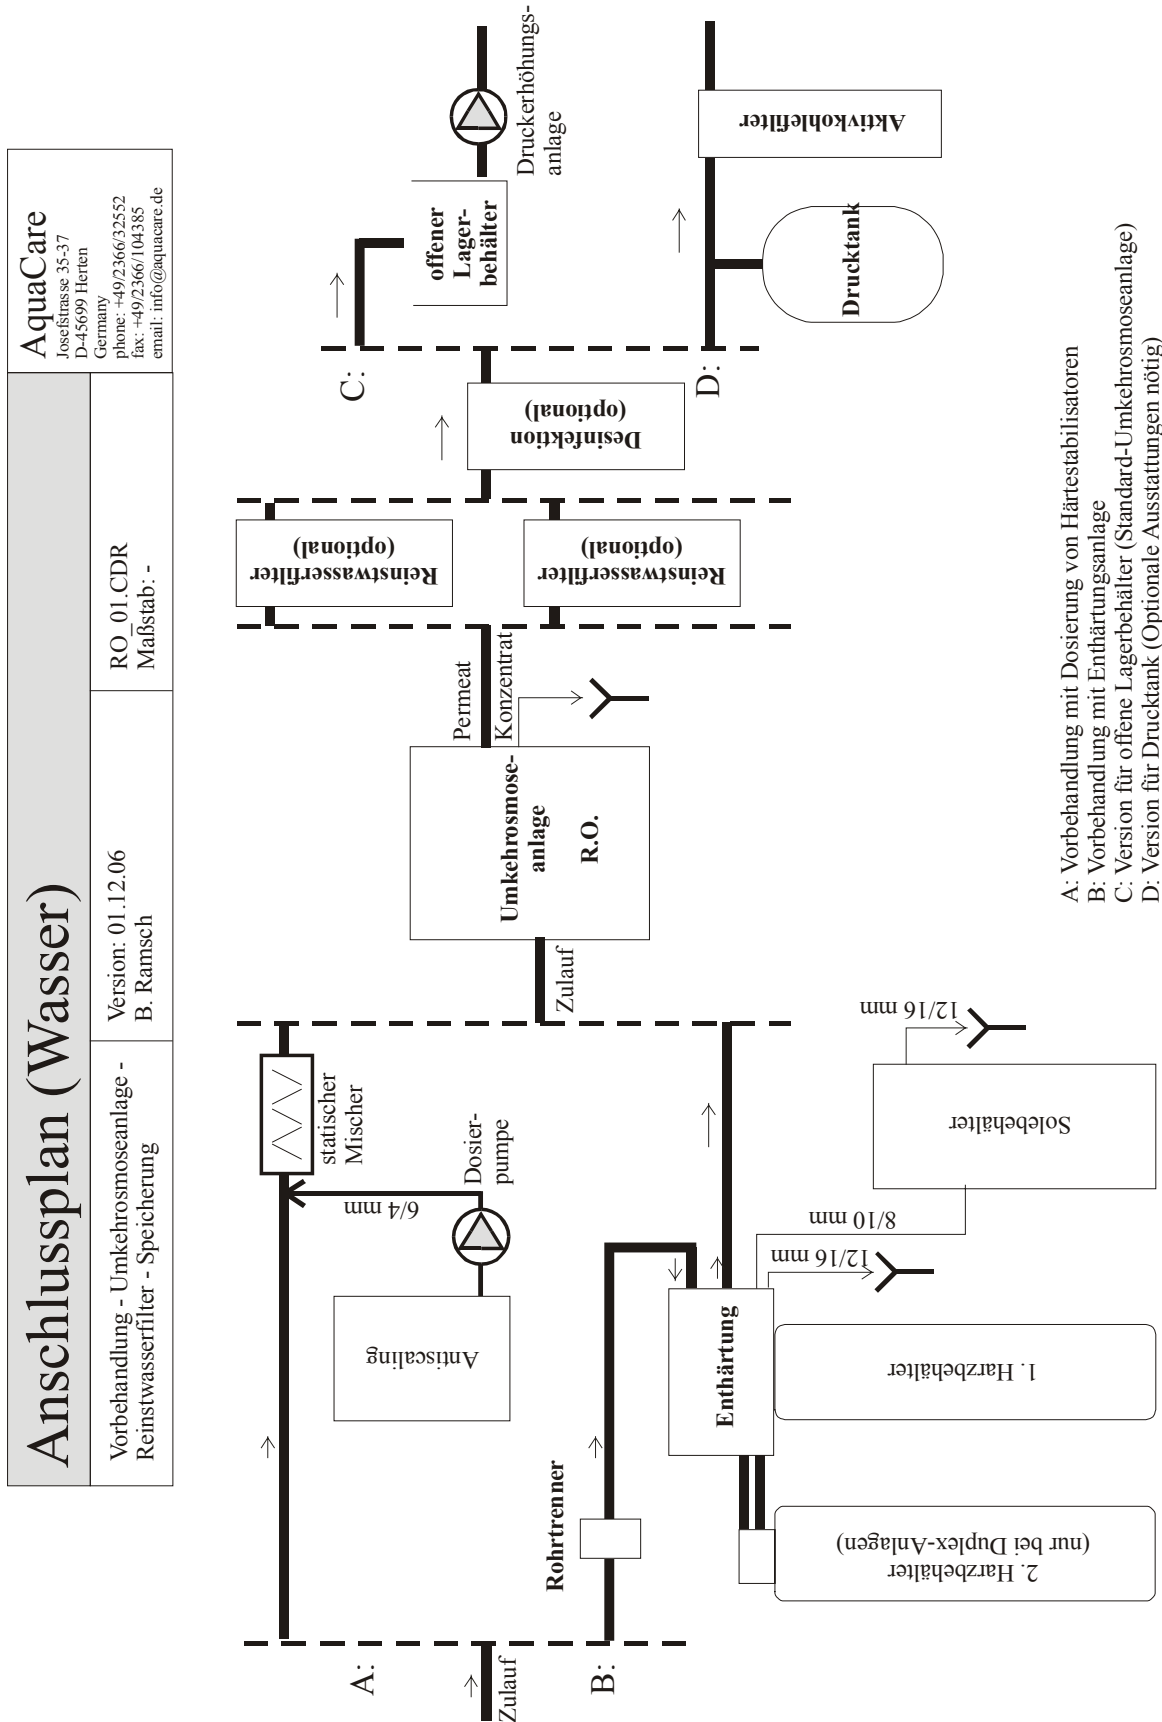 Anschlussplan (Wasser)
Vorbehandlung - Umkehrosmoseanlage -
Reinstwasserfilter - Speicherung
Version: 01.12.06
B. Ramsch
RO_01.CDR
Maßstab: -
AquaCare
Josefstrasse 35-37
D-45699 Herten
Germany
phone: +49/2366/32552
fax: +49/2366/104385
email: info@aquacare.de
A:
Zulauf
B:
Antiscaling
Dosier-
pumpe
6/4 mm
statischer
Mischer
Rohrtrenner
Enthärtung
2. Harzbehälter
(nur bei Duplex-Anlagen)
1. Harzbehälter
12/16 mm
8/10 mm
Solebehälter
12/16 mm
Zulauf
Umkehrosmose-
anlage
R.O.
Permeat
Konzentrat
Reinstwasserfilter
(optional)
Reinstwasserfilter
(optional)
Desinfektion
(optional)
C:
offener
Lager-
behälter
Druckerhöhungs-
anlage
D:
Drucktank
Aktivkohlefilter
A: Vorbehandlung mit Dosierung von Härtestabilisatoren
B: Vorbehandlung mit Enthärtungsanlage
C: Version für offene Lagerbehälter (Standard-Umkehrosmoseanlage)
D: Version für Drucktank (Optionale Ausstattungen nötig)